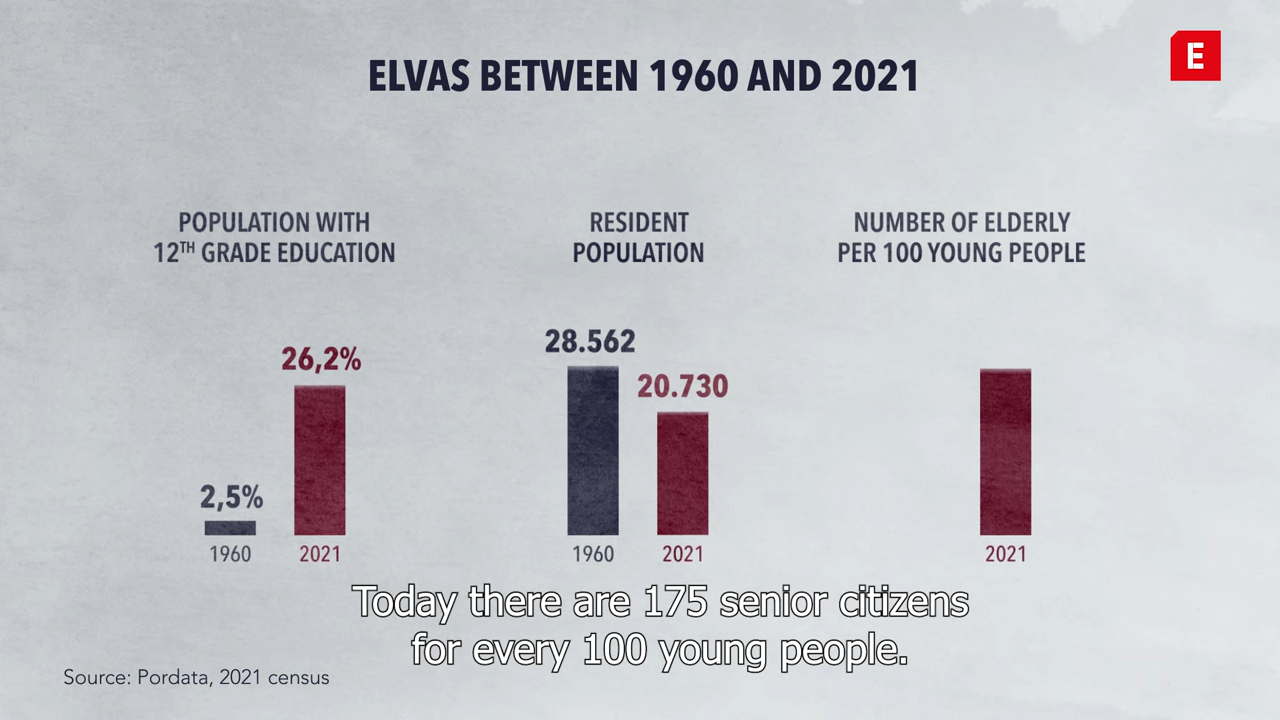 ELVAS BETWEEN 1960 AND 2021
E
POPULATION WITH
12TH GRADE EDUCATION
26,2%
2,5%
1960
2021
RESIDENT
POPULATION
28.562
20.730
1960
2021
NUMBER OF ELDERLY
PER 100 YOUNG PEOPLE
2021
Today there are 175 senior citizens
for every 100 young people.
Source: Pordata, 2021 census